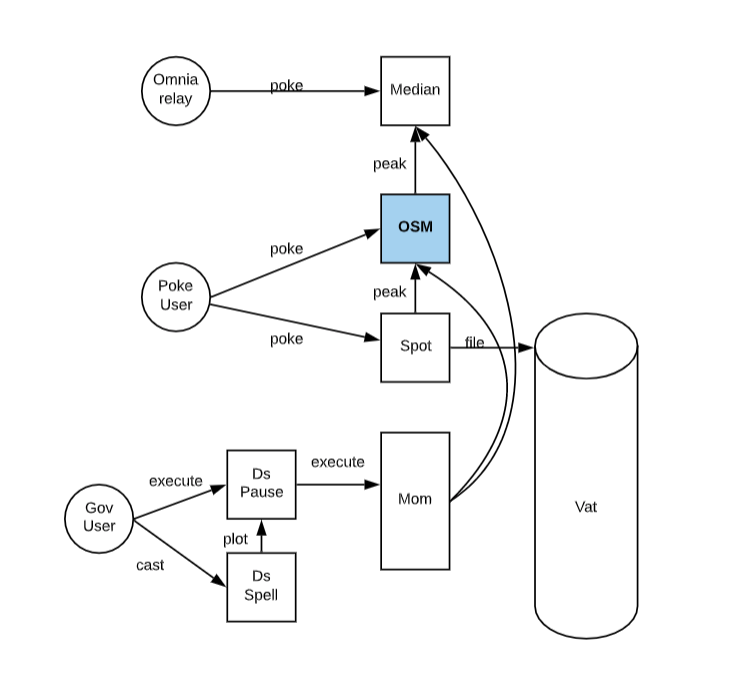 Omnia
relay
poke
Median
peak
OSM
poke
Poke
User
peak
poke
Spot
file
execute
execute
Ds
Pause
Gov
User
Mom
Vat
plot
cast
Ds
Spell